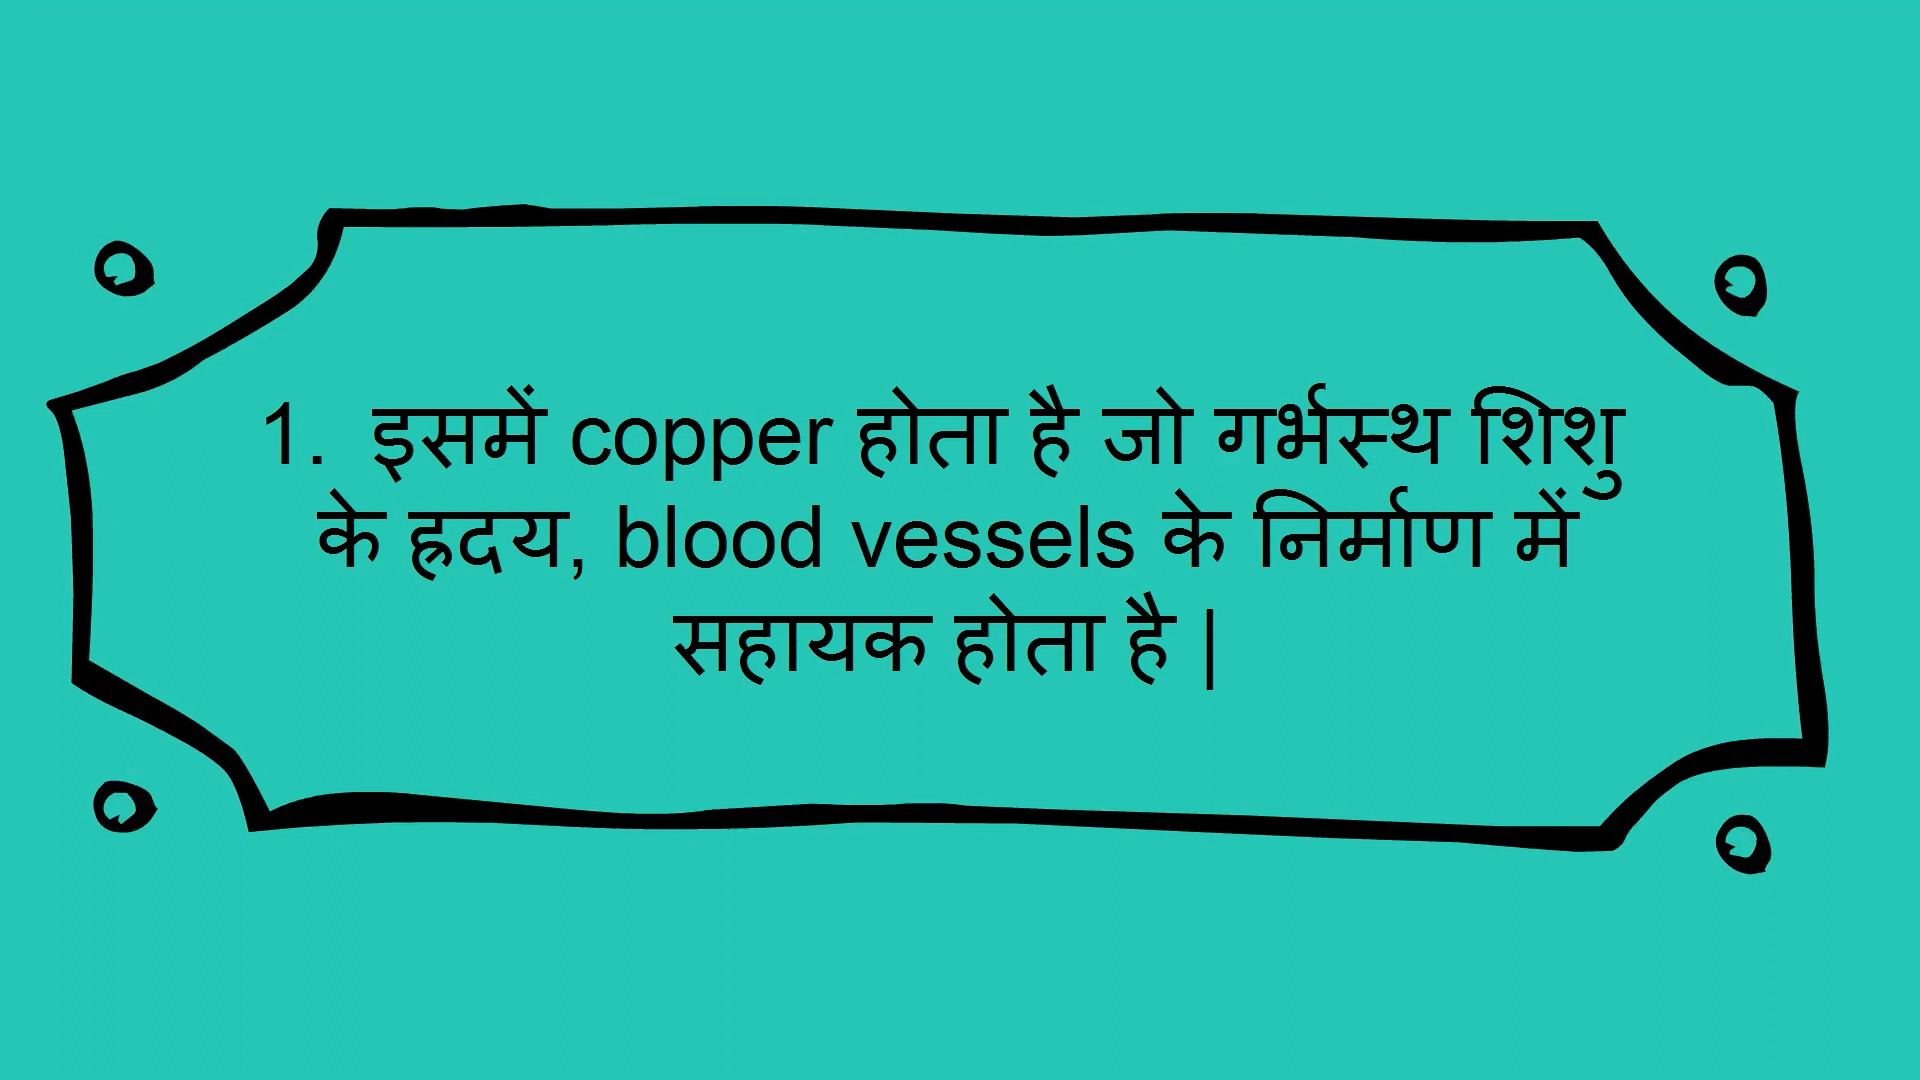 1. इसमें copper होता है जो गर्भस्थ शिशु
के ह्रदय, blood vessels के निर्माण में
सहायक होता है |